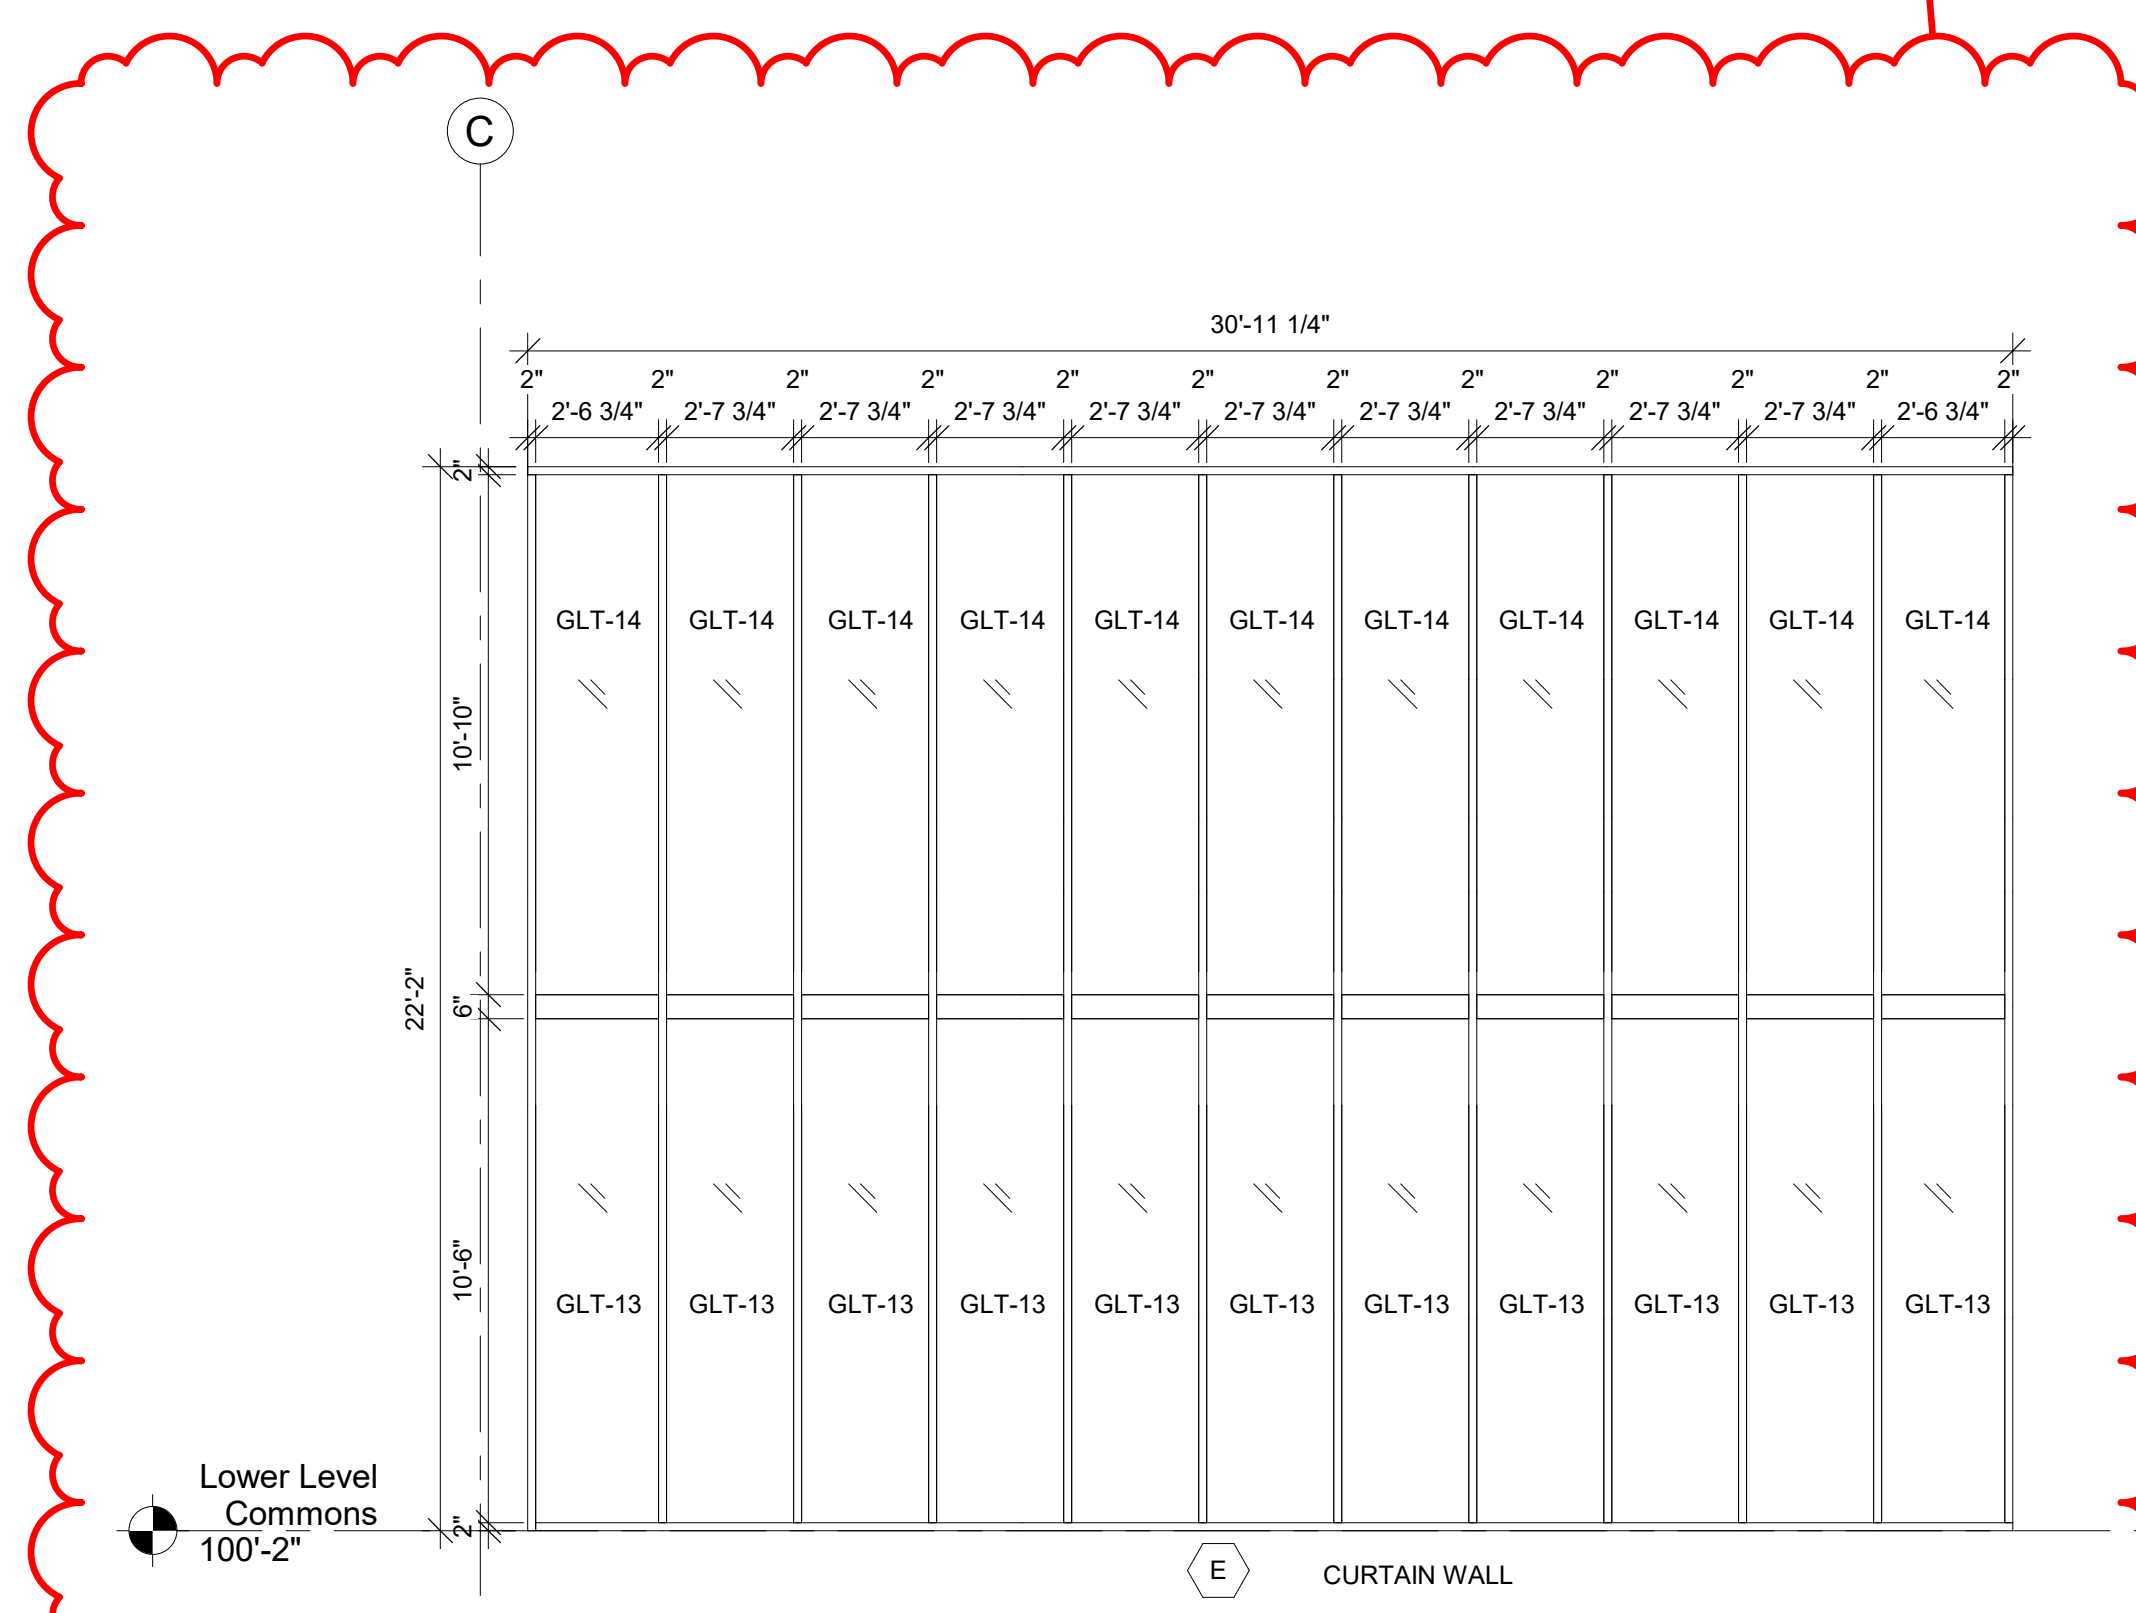 C
30'-11 1/4"
2" 2" 2" 2" 2" 2" 2" 2" 2" 2" 2" 2"
2'-6 3/4" 2'-7 3/4" 2'-7 3/4" 2'-7 3/4" 2'-7 3/4" 2'-7 3/4" 2'-7 3/4" 2'-7 3/4" 2'-7 3/4" 2'-7 3/4" 2'-6 3/4"
2"
GLT-14 GLT-14 GLT-14 GLT-14 GLT-14 GLT-14 GLT-14 GLT-14 GLT-14 GLT-14 GLT-14
10'-10"
22'-2"
6"
10'-6"
GLT-13 GLT-13 GLT-13 GLT-13 GLT-13 GLT-13 GLT-13 GLT-13 GLT-13 GLT-13 GLT-13
Lower Level
Commons
100'-2"
2"
E CURTAIN WALL